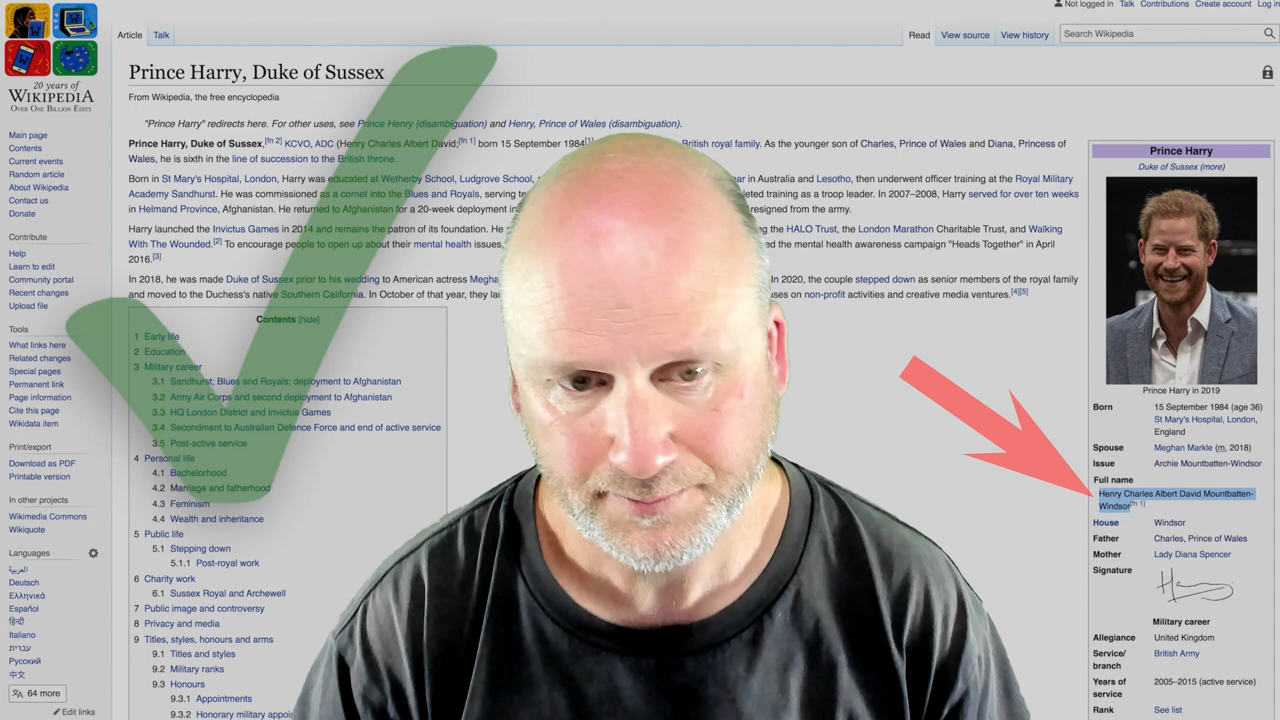 Not logged in Talk Contributions Create account Log in
Article Talk
Read View source View history
Search Wikipedia
20 years of
WIKIPEDIA
OVER ONE BILLION EDITS
Main page
Contents
Current events
Random article
About Wikipedia
Contact us
Donate
Contribute
Help
Learn to edit
Community portal
Recent changes
Upload file
Tools
What links here
Related changes
Special pages
Permanent link
Page information
Cite this page
Wikidata item
Print/export
Download as PDF
Printable version
In other projects
Wikimedia Commons
Wikiquote
Languages
العربية
Deutsch
Ελληνικά
Español
हिन्दी
Italiano
עברית
Русский
中文
64 more
Edit links
Prince Harry, Duke of Sussex
From Wikipedia, the free encyclopedia
"Prince Harry" redirects here. For other uses, see Prince Henry (disambiguation) and Henry, Prince of Wales (disambiguation).
Prince Harry, Duke of Sussex,[fn 2] KCVO, ADC (Henry Charles Albert David;[fn 1] born 15 September 1984)[1] British royal family. As the younger son of Charles, Prince of Wales and Diana, Princess of
Wales, he is sixth in the line of succession to the British throne.
Born in St Mary's Hospital, London, Harry was educated at Wetherby School, Ludgrove School, in Australia and Lesotho, then underwent officer training at the Royal Military
Academy Sandhurst. He was commissioned as a cornet into the Blues and Royals, serving training as a troop leader. In 2007–2008, Harry served for over ten weeks
in Helmand Province, Afghanistan. He returned to Afghanistan for a 20-week deployment in resigned from the army.
Harry launched the Invictus Games in 2014 and remains the patron of its foundation. He the HALO Trust, the London Marathon Charitable Trust, and Walking
With The Wounded.[2] To encourage people to open up about their mental health issues, the mental health awareness campaign "Heads Together" in April
2016.[3]
In 2018, he was made Duke of Sussex prior to his wedding to American actress In 2020, the couple stepped down as senior members of the royal family
and moved to the Duchess's native Southern California. In October of that year, they on non-profit activities and creative media ventures.[4][5]
Contents [hide]
1 Early life
2 Education
3 Military career
3.1 Sandhurst; Blues and Royals; deployment to Afghanistan
3.2 Army Air Corps and second deployment to Afghanistan
3.3 HQ London District and Invictus Games
3.4 Secondment to Australian Defence Force and end of active service
3.5 Post-active service
4 Personal life
4.1 Bachelorhood
4.2 Marriage and fatherhood
4.3 Feminism
4.4 Wealth and inheritance
5 Public life
5.1 Stepping down
5.1.1 Post-royal work
6 Charity work
6.1 Sussex Royal and Archewell
7 Public image and controversy
8 Privacy and media
9 Titles, styles, honours and arms
9.1 Titles and styles
9.2 Military ranks
9.3 Honours
9.3.1 Appointments
9.3.2 Honorary military
Prince Harry
Duke of Sussex (more)
Prince Harry in 2019
Born 15 September 1984 (age 36)
St Mary's Hospital, London,
England
Spouse Meghan Markle (m. 2018)
Issue Archie Mountbatten-Windsor
Full name
Henry Charles Albert David Mountbatten-
Windsor[fn 1]
House Windsor
Father Charles, Prince of Wales
Mother Lady Diana Spencer
Signature
Military career
Allegiance United Kingdom
Service/ British Army
branch
Years of 2005–2015 (active service)
service
Rank See list